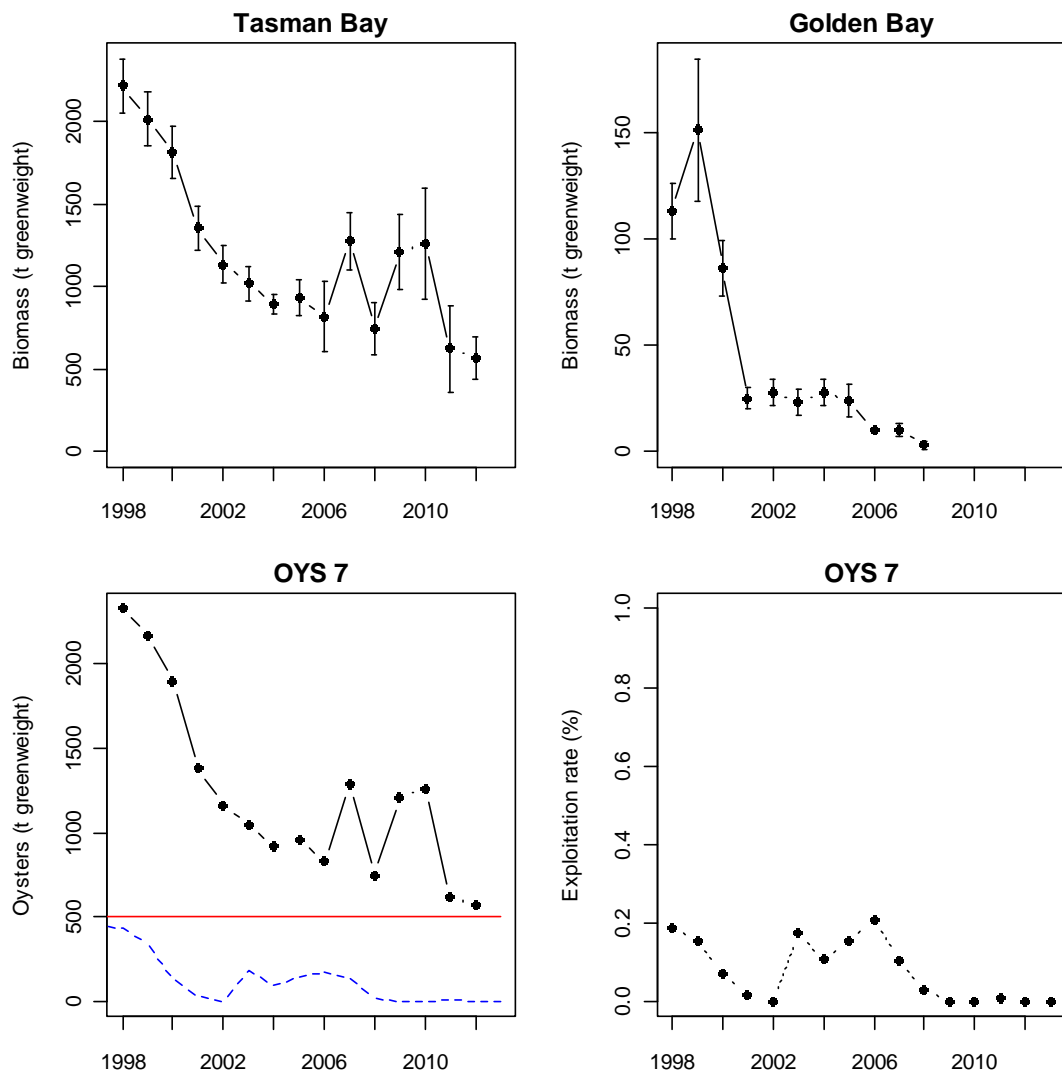 Tasman Bay
Biomass (t greenweight)
2000
1500
1000
500
0
1998 2002 2006 2010
Golden Bay
Biomass (t greenweight)
150
100
50
0
1998 2002 2006 2010
OYS 7
Oysters (t greenweight)
2000
1500
1000
500
0
1998 2002 2006 2010
OYS 7
Exploitation rate (%)
1.0
0.8
0.6
0.4
0.2
0.0
1998 2002 2006 2010